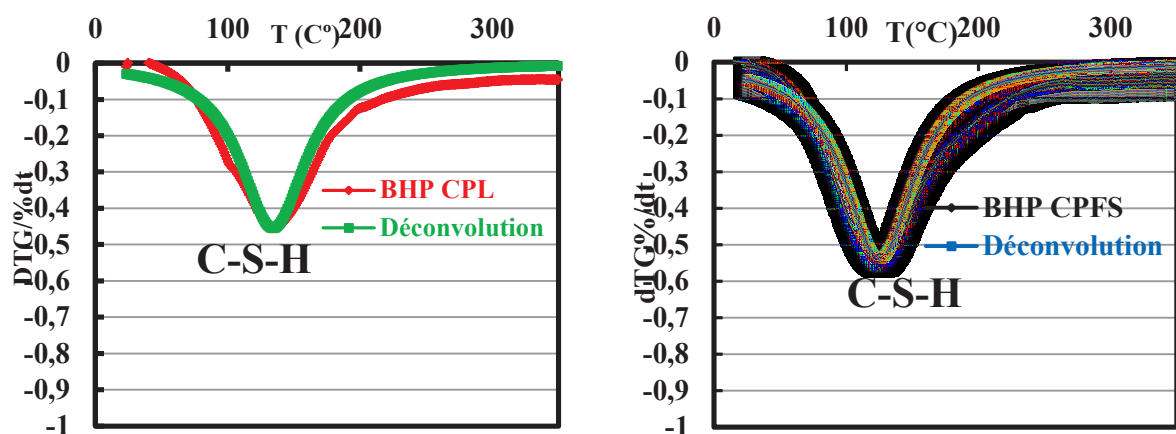 0 100 200 300
T (Cº)
0
-0,1
-0,2
-0,3
-0,4
-0,5
-0,6
-0,7
-0,8
-0,9
-1
DTG/%dt
BHP CPL
Déconvolution
C-S-H
0 100 200 300
T(°C)
0
-0,1
-0,2
-0,3
-0,4
-0,5
-0,6
-0,7
-0,8
-0,9
-1
dTG%/dt
BHP CPFS
Déconvolution
C-S-H